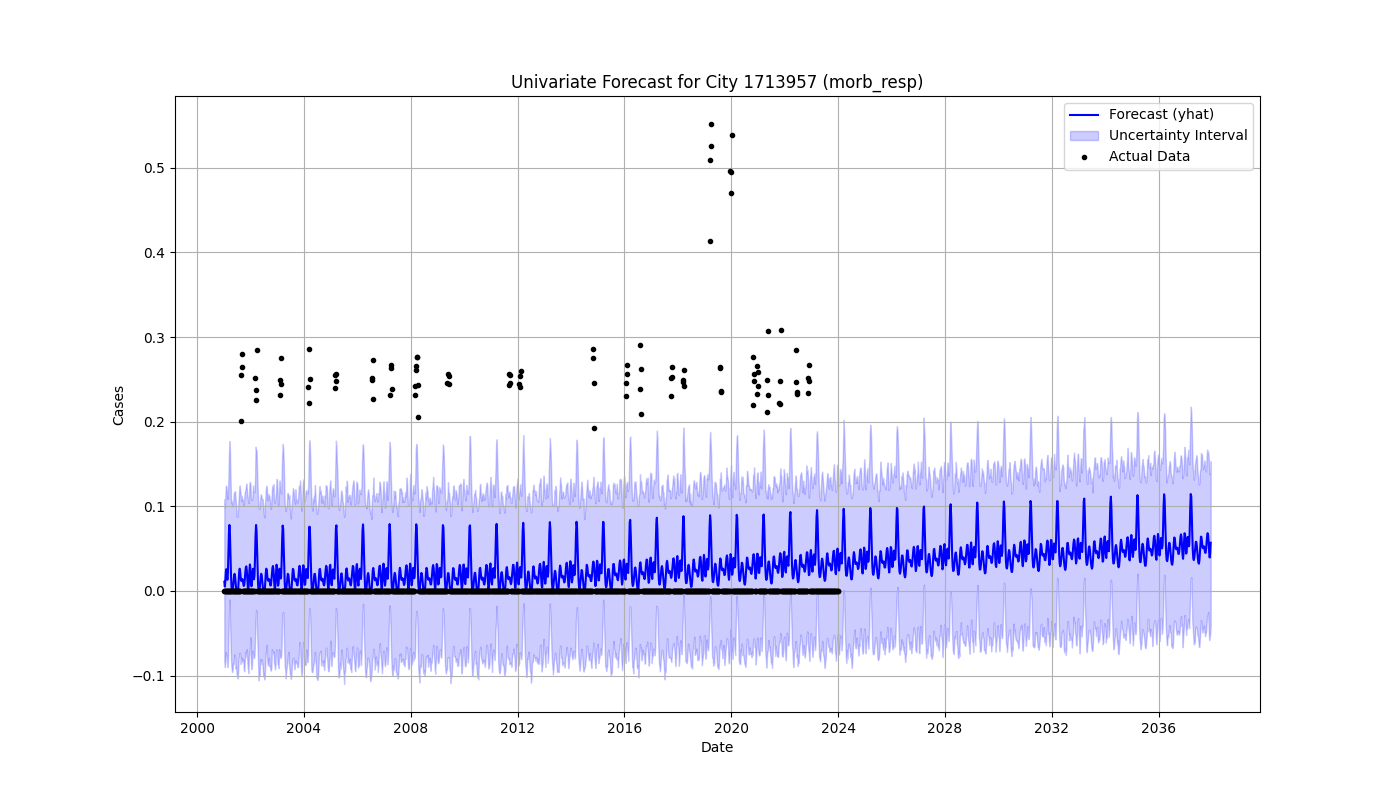 Univariate Forecast for City 1713957 (morb_resp)
Forecast (yhat)
Uncertainty Interval
Actual Data
Cases
0.5
0.4
0.3
0.2
0.1
0.0
−0.1
2000 2004 2008 2012 2016 2020 2024 2028 2032 2036
Date